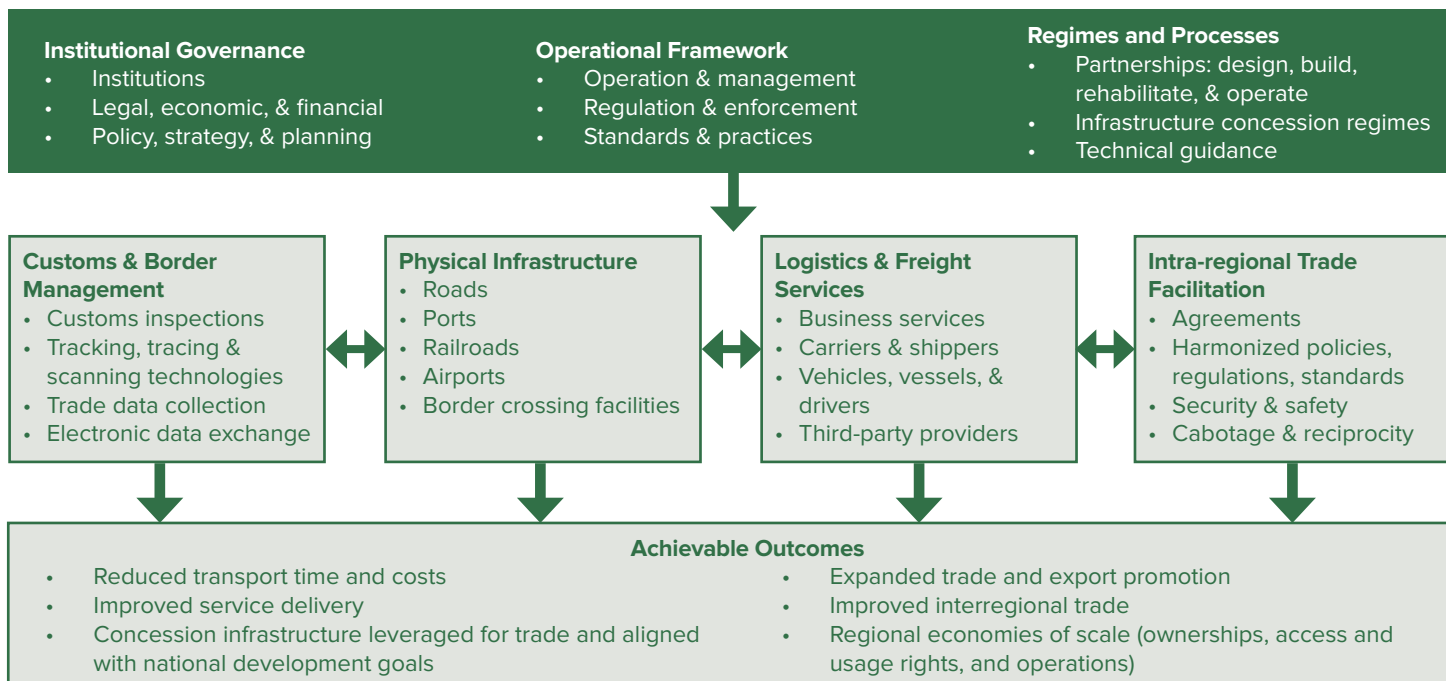 Institutional Governance
• Institutions
• Legal, economic, & financial
• Policy, strategy, & planning
Operational Framework
• Operation & management
• Regulation & enforcement
• Standards & practices
Regimes and Processes
• Partnerships: design, build,
rehabilitate, & operate
• Infrastructure concession regimes
• Technical guidance
Customs & Border
Management
• Customs inspections
• Tracking, tracing &
scanning technologies
• Trade data collection
• Electronic data exchange
Physical Infrastructure
• Roads
• Ports
• Railroads
• Airports
• Border crossing facilities
Logistics & Freight
Services
• Business services
• Carriers & shippers
• Vehicles, vessels, &
drivers
• Third-party providers
Intra-regional Trade
Facilitation
• Agreements
• Harmonized policies,
regulations, standards
• Security & safety
• Cabotage & reciprocity
Achievable Outcomes
• Reduced transport time and costs
• Improved service delivery
• Concession infrastructure leveraged for trade and aligned
with national development goals
• Expanded trade and export promotion
• Improved interregional trade
• Regional economies of scale (ownerships, access and
usage rights, and operations)